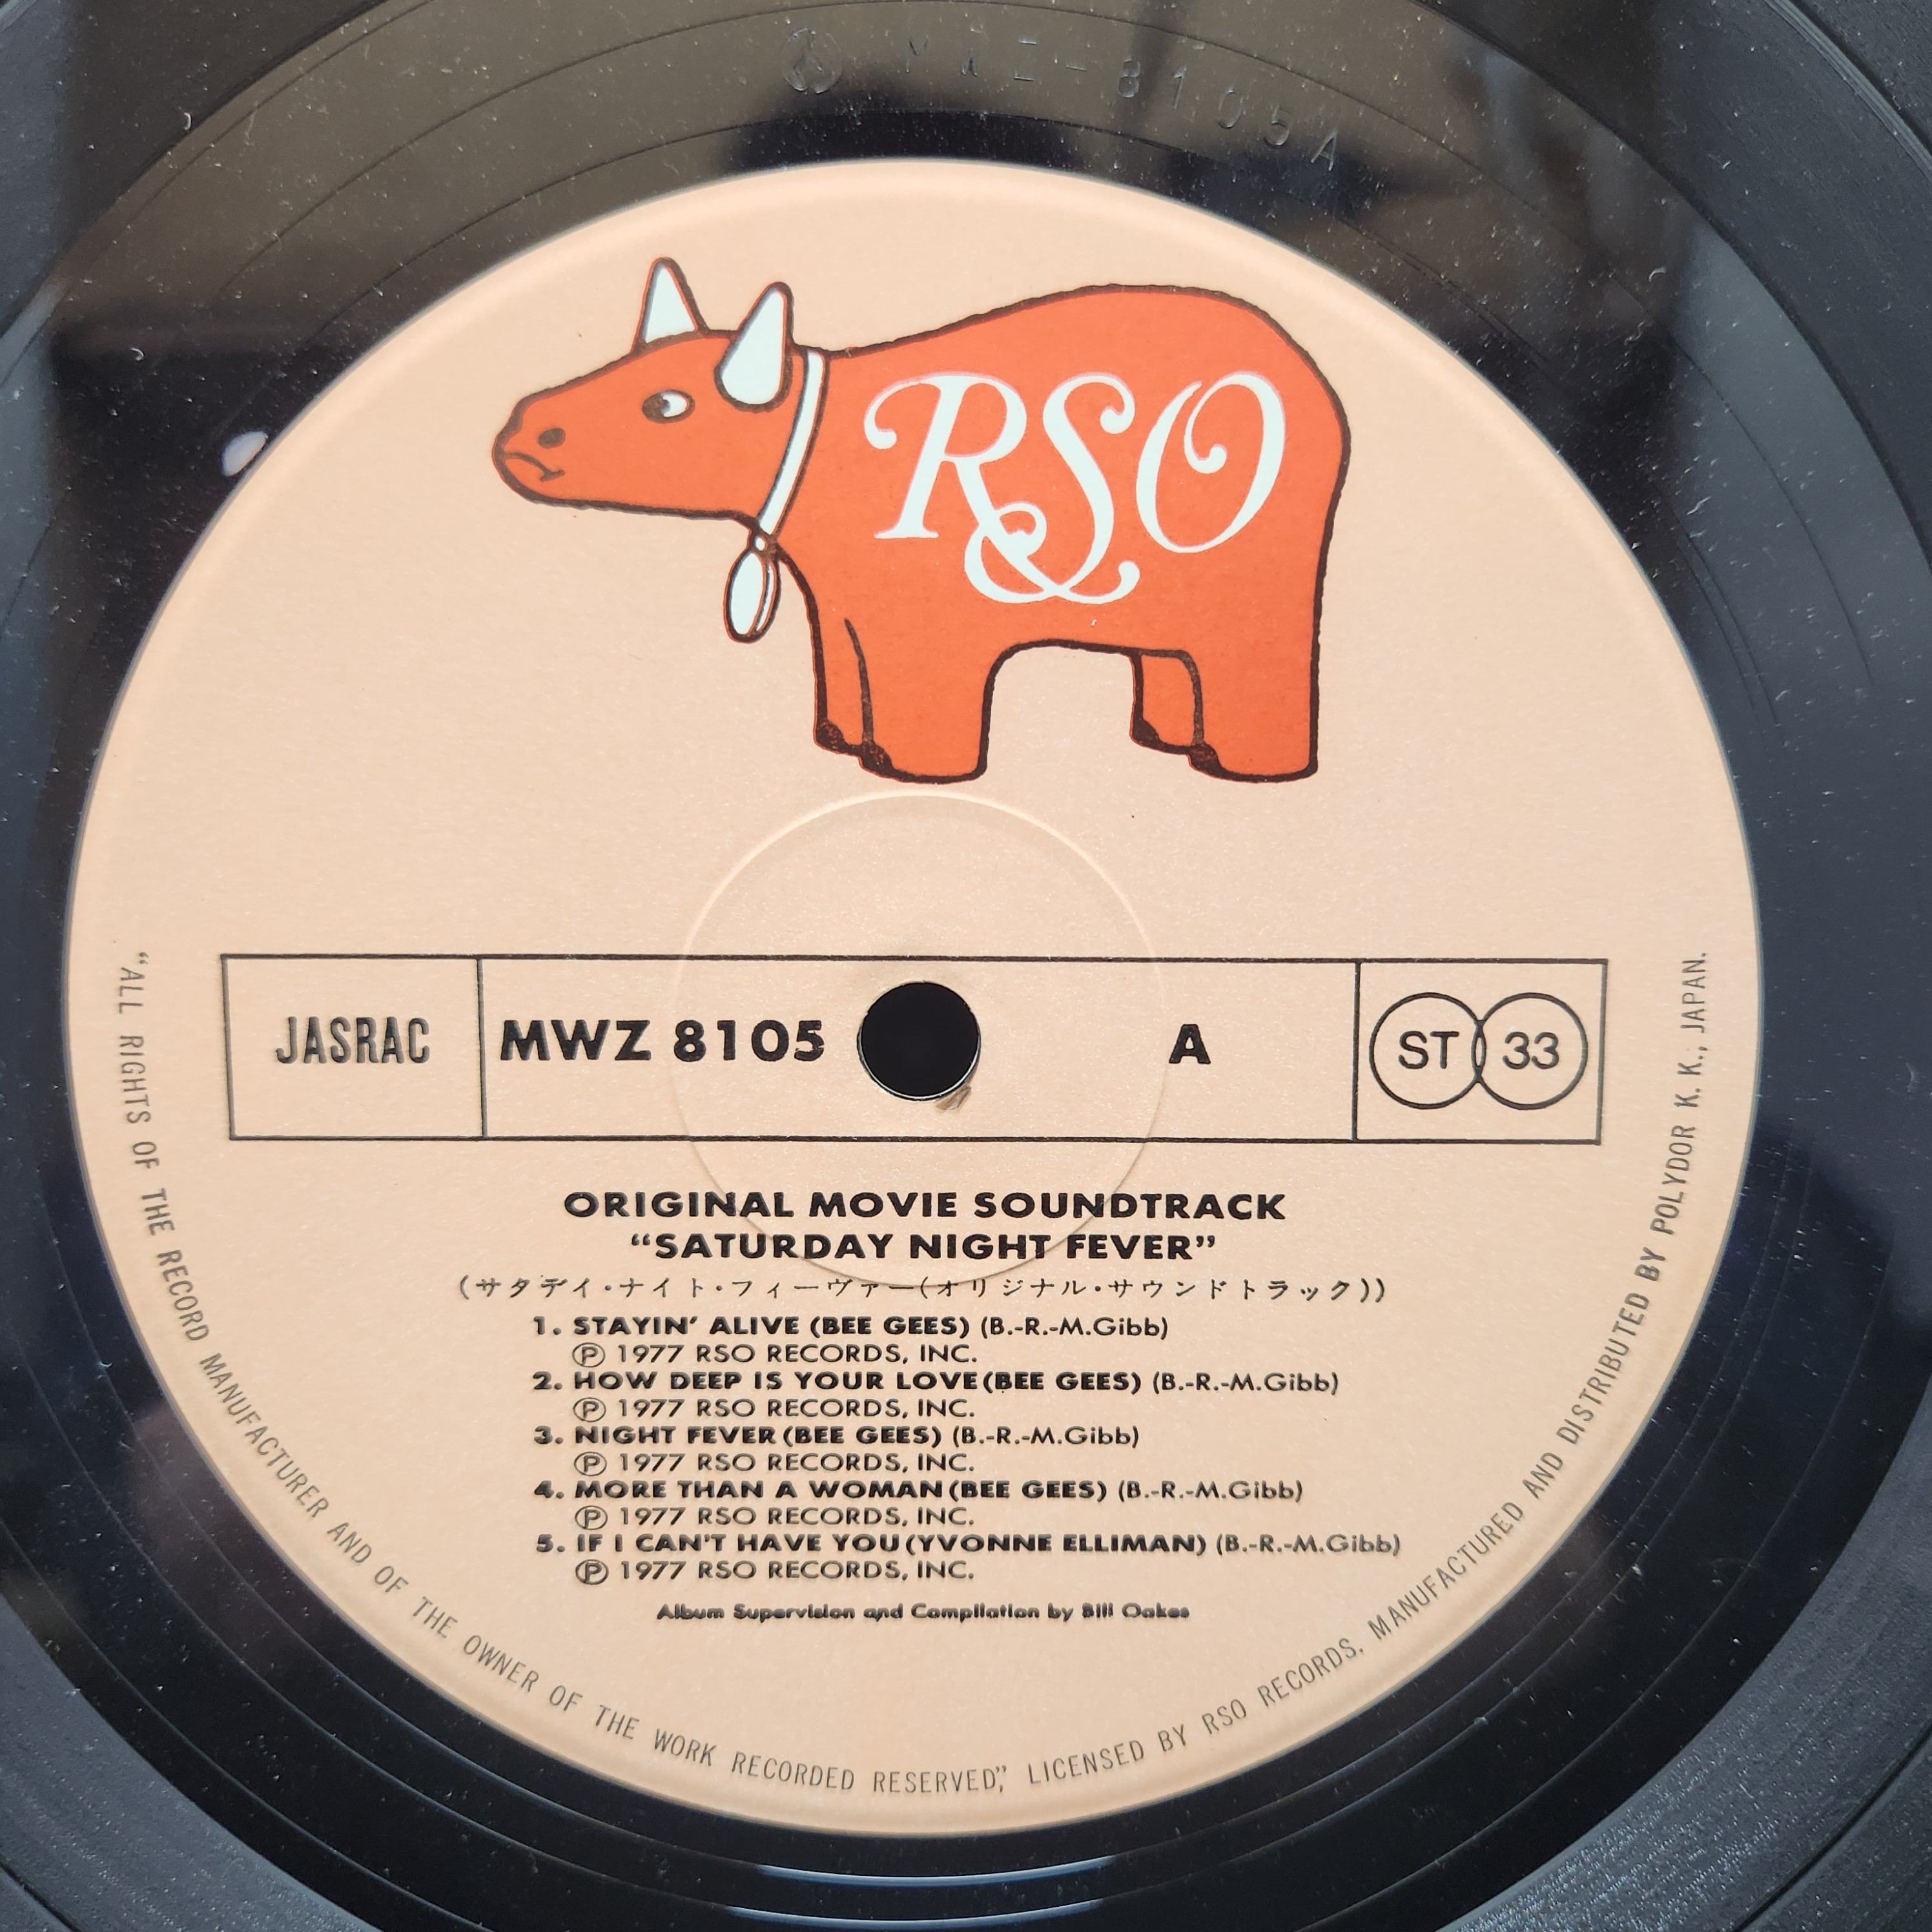 MWZ-8105A
RSO
JASRAC
MWZ 8105
A
ST 33
ORIGINAL MOVIE SOUNDTRACK
“SATURDAY NIGHT FEVER”
(サタデイ・ナイト・フィーヴァー(オリジナル・サウンドトラック))
1. STAYIN’ ALIVE (BEE GEES) (B.-R.-M.Gibb)
Ⓟ 1977 RSO RECORDS, INC.
2. HOW DEEP IS YOUR LOVE (BEE GEES) (B.-R.-M.Gibb)
Ⓟ 1977 RSO RECORDS, INC.
3. NIGHT FEVER (BEE GEES) (B.-R.-M.Gibb)
Ⓟ 1977 RSO RECORDS, INC.
4. MORE THAN A WOMAN (BEE GEES) (B.-R.-M.Gibb)
Ⓟ 1977 RSO RECORDS, INC.
5. IF I CAN'T HAVE YOU (YVONNE ELLIMAN) (B.-R.-M.Gibb)
Ⓟ 1977 RSO RECORDS, INC.
Album Supervision and Compilation by Bill Oakes
“ALL RIGHTS OF THE RECORD MANUFACTURER AND OF THE OWNER OF THE WORK RECORDED RESERVED”, LICENSED BY RSO RECORDS. MANUFACTURED AND DISTRIBUTED BY POLYDOR K. K., JAPAN.